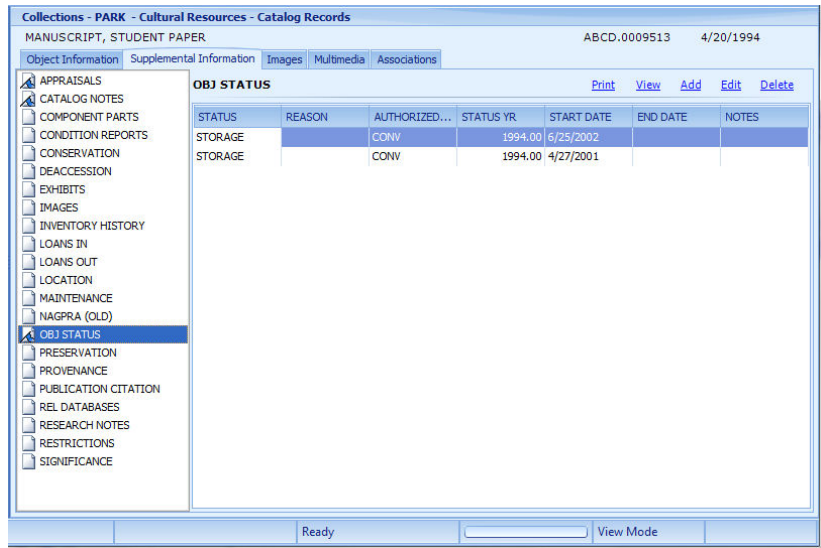 Collections - PARK - Cultural Resources - Catalog Records
MANUSCRIPT, STUDENT PAPER ABCD.0009513 4/20/1994
Object Information Supplemental Information Images Multimedia Associations
APPRAISALS
CATALOG NOTES
COMPONENT PARTS
CONDITION REPORTS
CONSERVATION
DEACCESSION
EXHIBITS
IMAGES
INVENTORY HISTORY
LOANS IN
LOANS OUT
LOCATION
MAINTENANCE
NAGPRA (OLD)
OBJ STATUS
PRESERVATION
PROVENANCE
PUBLICATION CITATION
REL DATABASES
RESEARCH NOTES
RESTRICTIONS
SIGNIFICANCE
OBJ STATUS Print View Add Edit Delete
STATUS REASON AUTHORIZED... STATUS YR START DATE END DATE NOTES
STORAGE CONV 1994.00 6/25/2002
STORAGE CONV 1994.00 4/27/2001
Ready View Mode